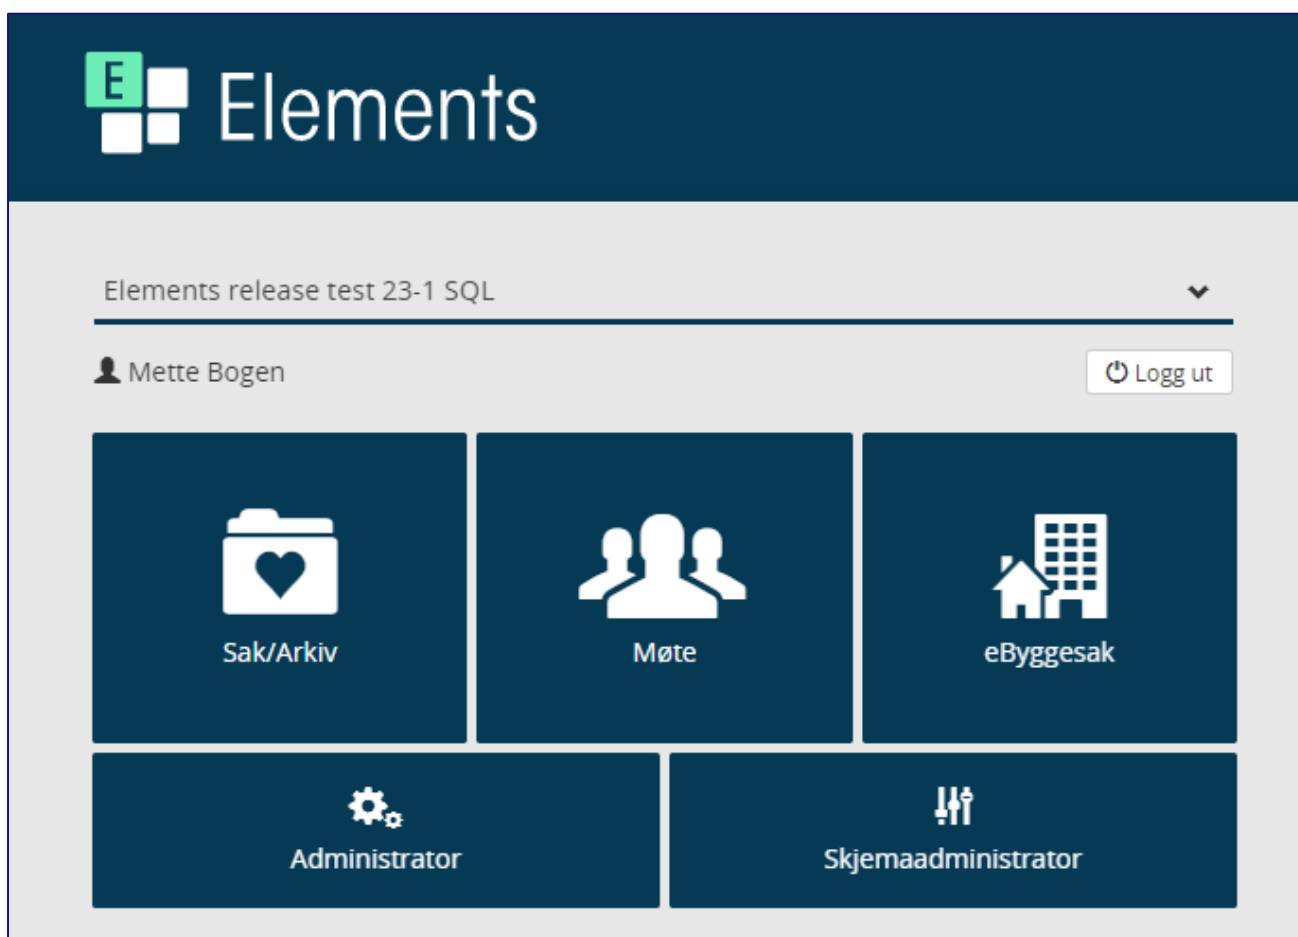 E
Elements
Elements release test 23-1 SQL
Mette Bogen
Logg ut
Sak/Arkiv
Møte
eByggesak
Administrator
Skjemaadministrator